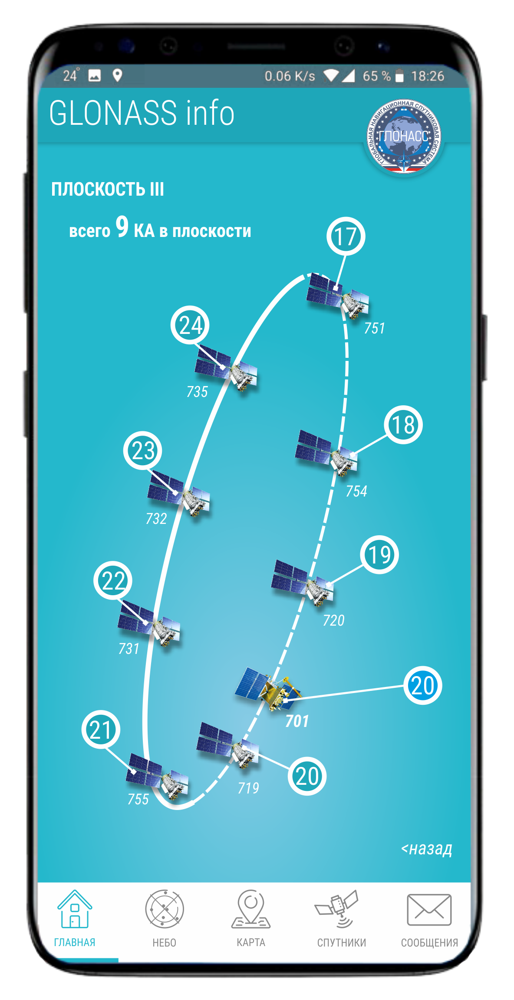 24° 0.06 K/s 65 % 18:26
GLONASS info
ГЛОБАЛЬНАЯ НАВИГАЦИОННАЯ СПУТНИКОВАЯ СИСТЕМА
ГЛОНАСС
ПЛОСКОСТЬ III
всего 9 КА в плоскости
17
751
24
735
18
754
23
732
19
720
22
731
20
701
21
755
20
719
<назад
ГЛАВНАЯ НЕБО КАРТА СПУТНИКИ СООБЩЕНИЯ